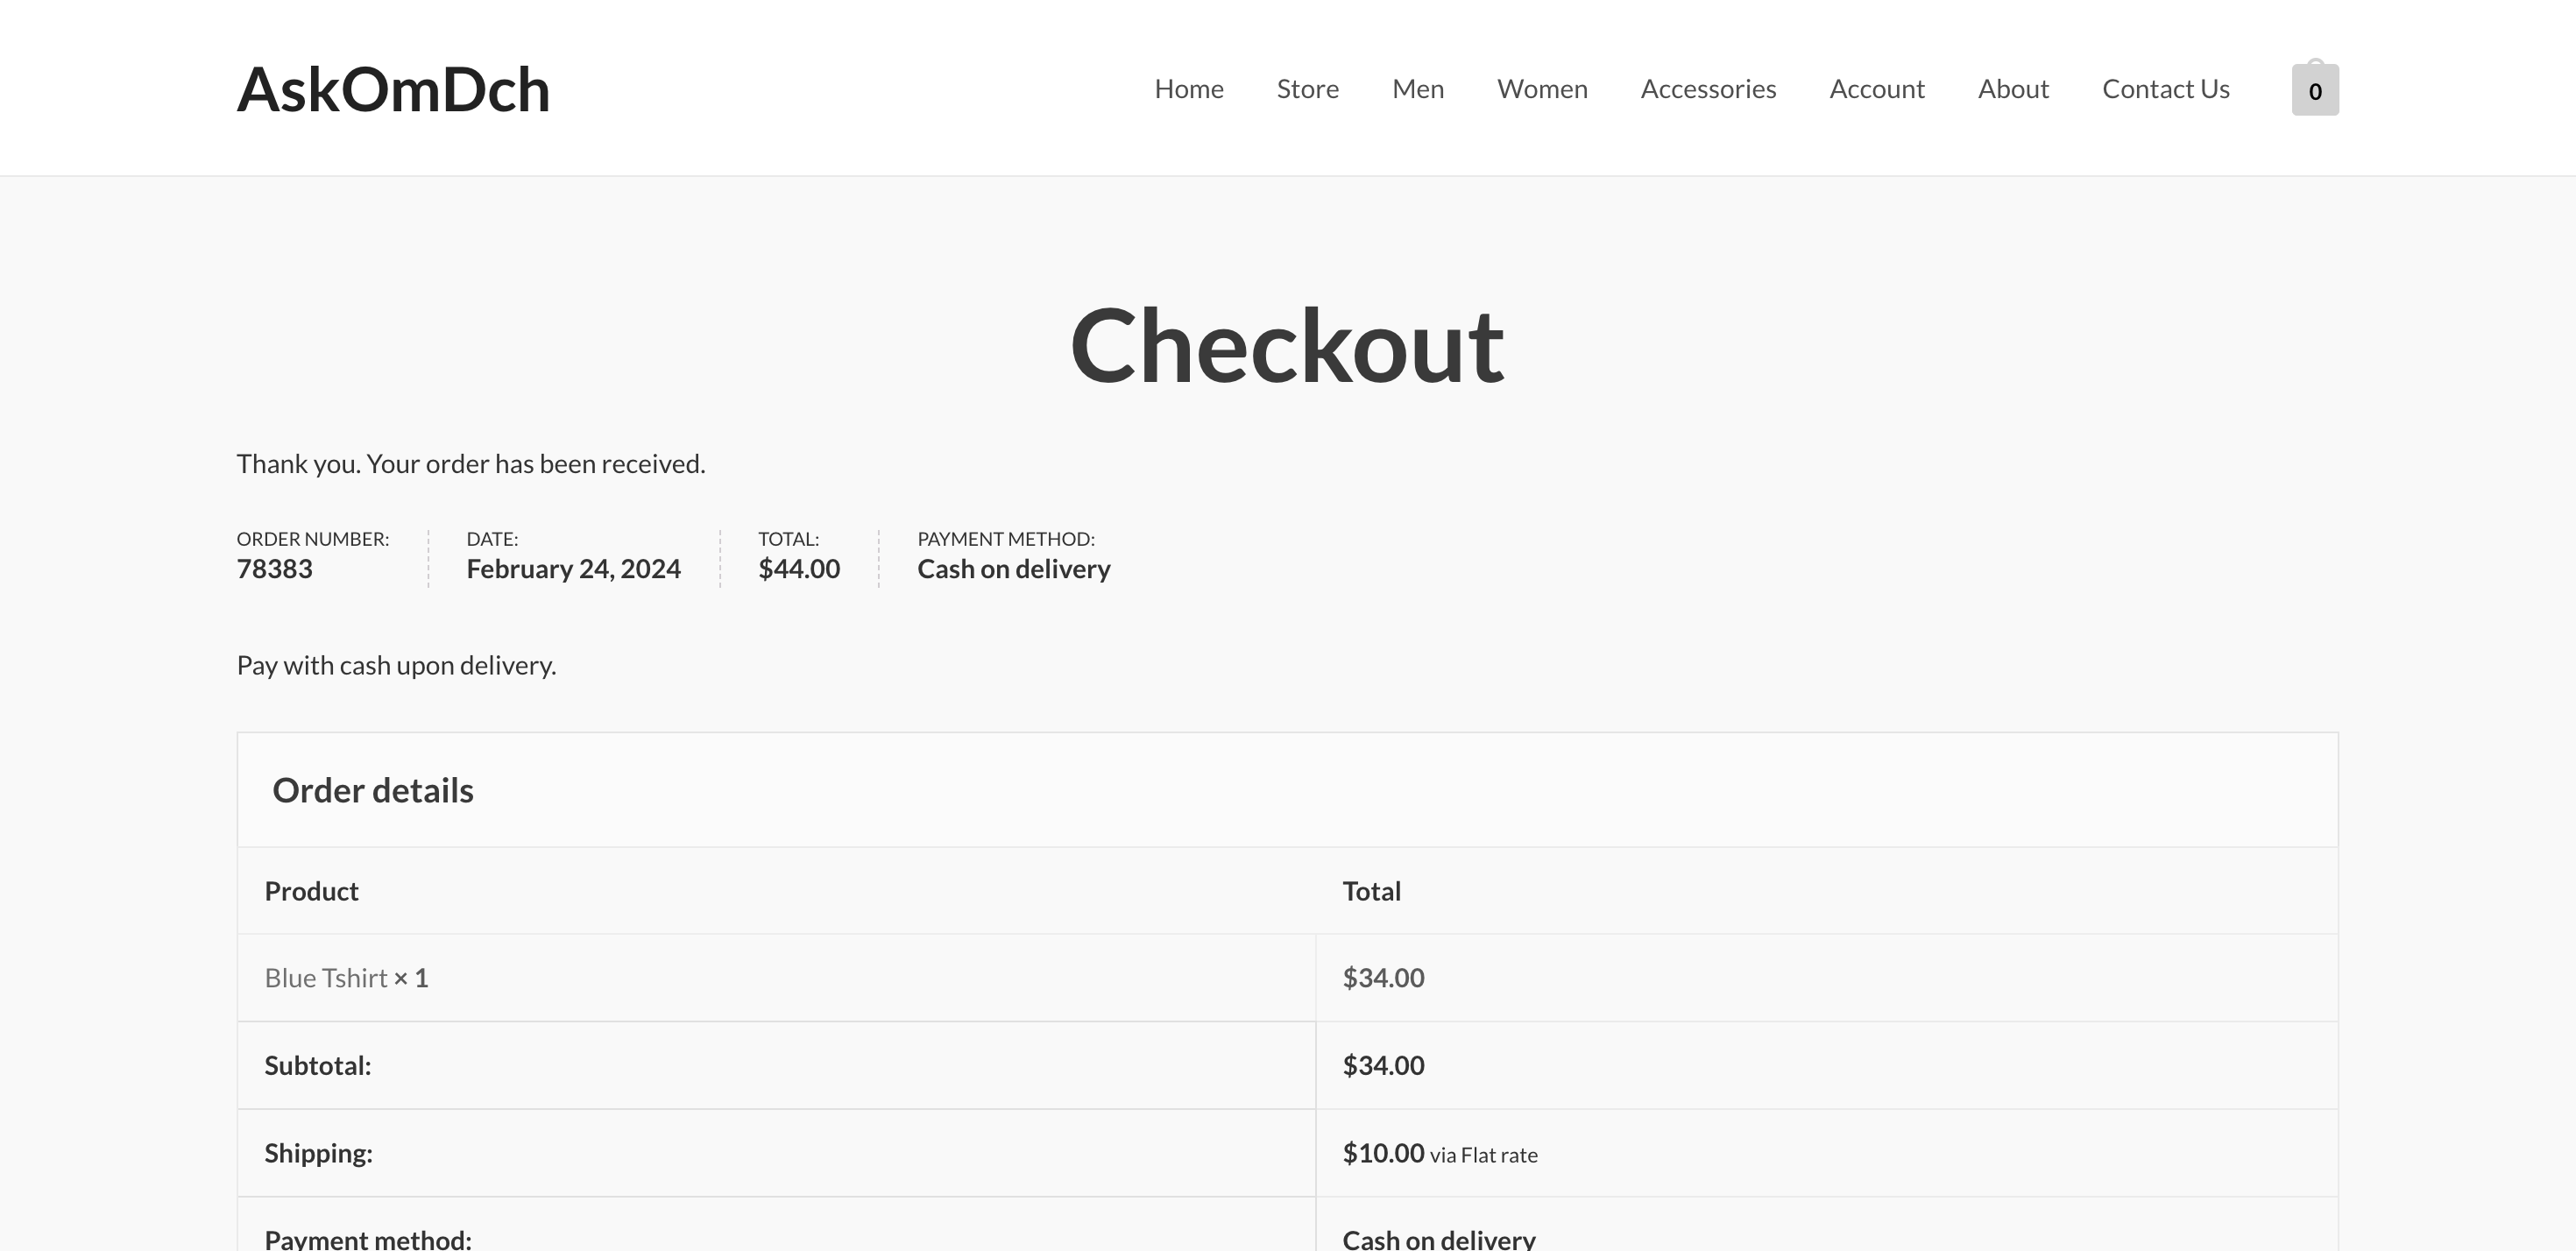 AskOmDch
Home Store Men Women Accessories Account About Contact Us 0
Checkout
Thank you. Your order has been received.
ORDER NUMBER: DATE: TOTAL: PAYMENT METHOD:
78383 February 24, 2024 $44.00 Cash on delivery
Pay with cash upon delivery.
Order details
Product Total
Blue Tshirt × 1 $34.00
Subtotal: $34.00
Shipping: $10.00 via Flat rate
Payment method: Cash on delivery